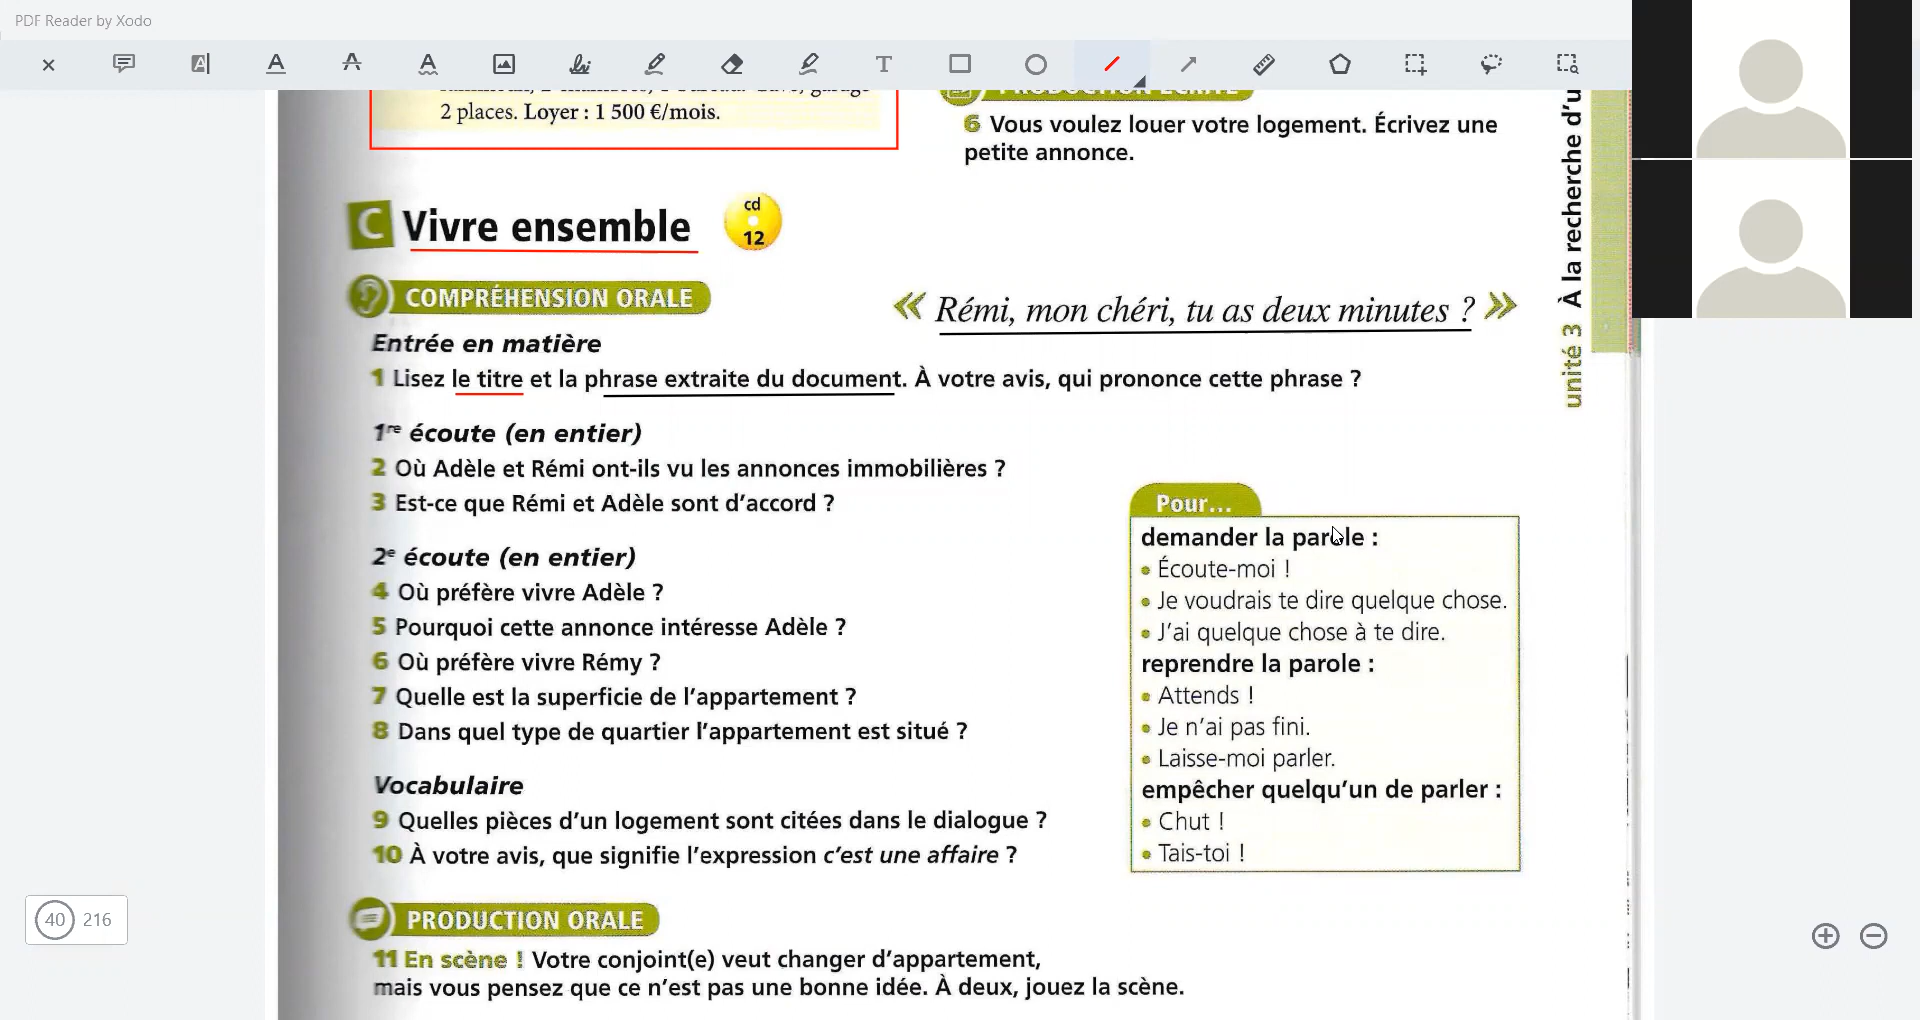 PDF Reader by Xodo
2 places. Loyer : 1 500 €/mois.
6 Vous voulez louer votre logement. Écrivez une
petite annonce.
C Vivre ensemble
cd
12
COMPRÉHENSION ORALE
« Rémi, mon chéri, tu as deux minutes ? »
Entrée en matière
1 Lisez le titre et la phrase extraite du document. À votre avis, qui prononce cette phrase ?
1re écoute (en entier)
2 Où Adèle et Rémi ont-ils vu les annonces immobilières ?
3 Est-ce que Rémi et Adèle sont d'accord ?
2e écoute (en entier)
4 Où préfère vivre Adèle ?
5 Pourquoi cette annonce intéresse Adèle ?
6 Où préfère vivre Rémy ?
7 Quelle est la superficie de l'appartement ?
8 Dans quel type de quartier l'appartement est situé ?
Vocabulaire
9 Quelles pièces d'un logement sont citées dans le dialogue ?
10 À votre avis, que signifie l'expression c'est une affaire ?
Pour...
demander la parole :
• Écoute-moi !
• Je voudrais te dire quelque chose.
• J'ai quelque chose à te dire.
reprendre la parole :
• Attends !
• Je n'ai pas fini.
• Laisse-moi parler.
empêcher quelqu'un de parler :
• Chut !
• Tais-toi !
PRODUCTION ORALE
11 En scène ! Votre conjoint(e) veut changer d'appartement,
mais vous pensez que ce n'est pas une bonne idée. À deux, jouez la scène.
unité 3 À la recherche d'u
40 216